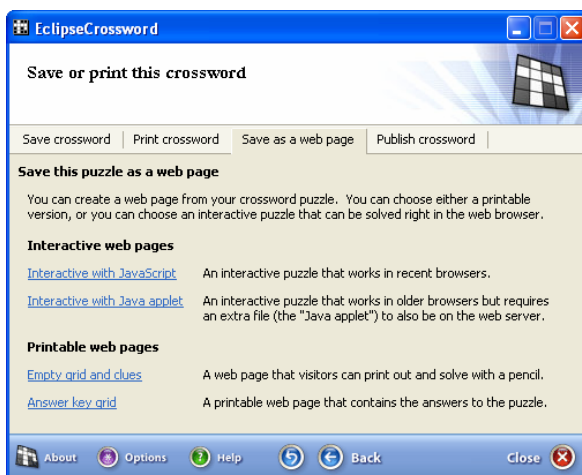 EclipseCrossword
Save or print this crossword
Save crossword Print crossword Save as a web page Publish crossword
Save this puzzle as a web page
You can create a web page from your crossword puzzle. You can choose either a printable
version, or you can choose an interactive puzzle that can be solved right in the web browser.
Interactive web pages
Interactive with JavaScript An interactive puzzle that works in recent browsers.
Interactive with Java applet An interactive puzzle that works in older browsers but requires
an extra file (the "Java applet") to also be on the web server.
Printable web pages
Empty grid and clues A web page that visitors can print out and solve with a pencil.
Answer key grid A printable web page that contains the answers to the puzzle.
About Options Help Back Close